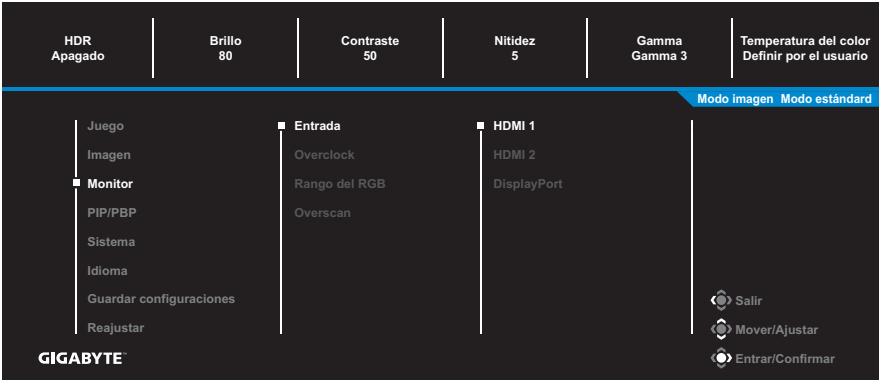 HDR
Apagado
Brillo
80
Contraste
50
Nitidez
5
Gamma
Gamma 3
Temperatura del color
Definir por el usuario
Modo imagen Modo estándard
Juego
Imagen
Monitor
PIP/PBP
Sistema
Idioma
Guardar configuraciones
Reajustar
Entrada
Overclock
Rango del RGB
Overscan
HDMI 1
HDMI 2
DisplayPort
Salir
Mover/Ajustar
Entrar/Confirmar
GIGABYTE™